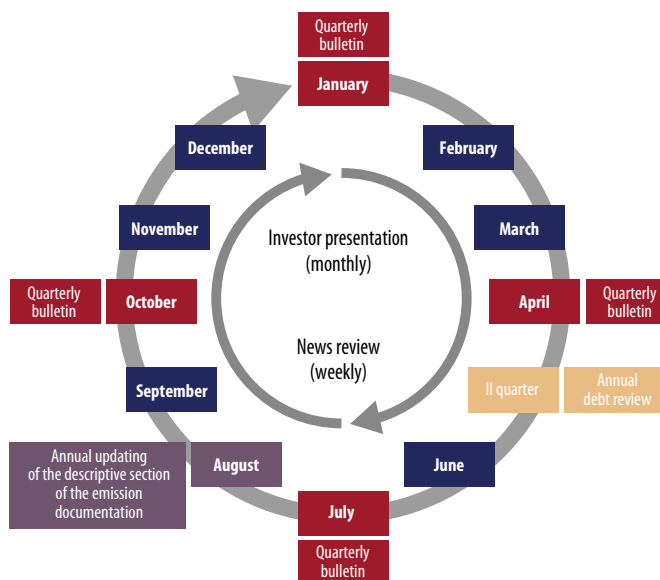 Quarterly
bulletin
January
December
February
November
March
Investor presentation
(monthly)
Quarterly
bulletin
October
April
Quarterly
bulletin
News review
(weekly)
September
II quarter
Annual
debt review
Annual updating
of the descriptive section
of the emission
documentation
August
June
July
Quarterly
bulletin